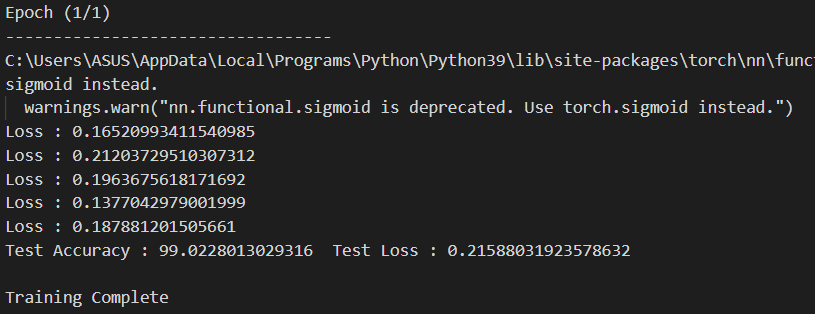 Epoch (1/1)
---------------------------------
C:\Users\ASUS\AppData\Local\Programs\Python\Python39\lib\site-packages\torch\nn\func
sigmoid instead.
  warnings.warn("nn.functional.sigmoid is deprecated. Use torch.sigmoid instead.")
Loss : 0.16520993411540985
Loss : 0.21203729510307312
Loss : 0.1963675618171692
Loss : 0.1377042979001999
Loss : 0.187881201505661
Test Accuracy : 99.0228013029316  Test Loss : 0.21588031923578632
Training Complete